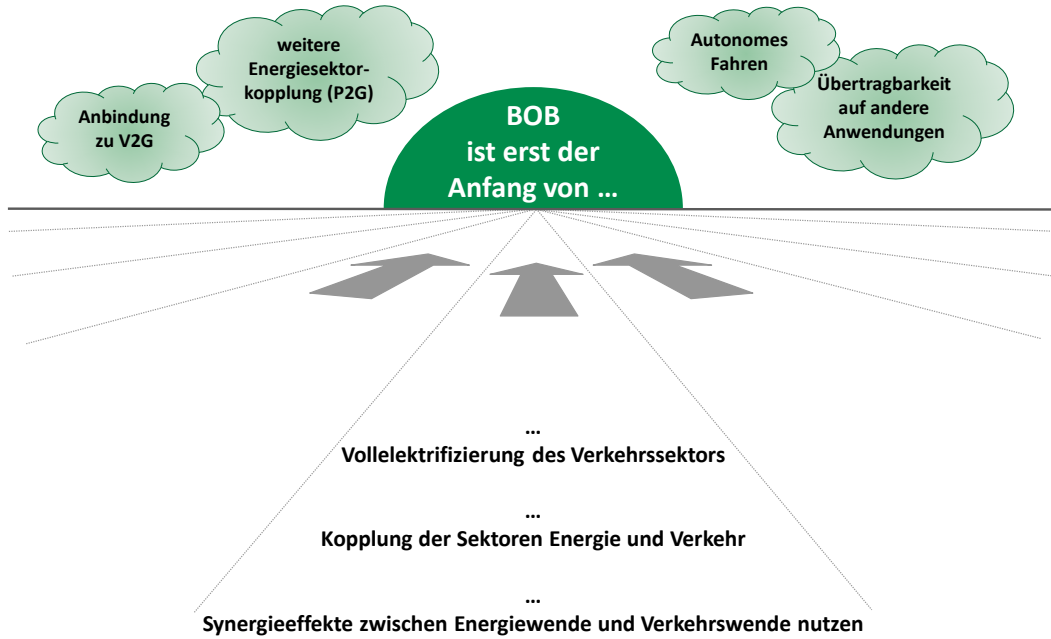 weitere
Energiesektor-
kopplung (P2G)
Anbindung
zu V2G
Autonomes
Fahren
Übertragbarkeit
auf andere
Anwendungen
BOB
ist erst der
Anfang von …
…
Vollelektrifizierung des Verkehrssektors
…
Kopplung der Sektoren Energie und Verkehr
…
Synergieeffekte zwischen Energiewende und Verkehrswende nutzen